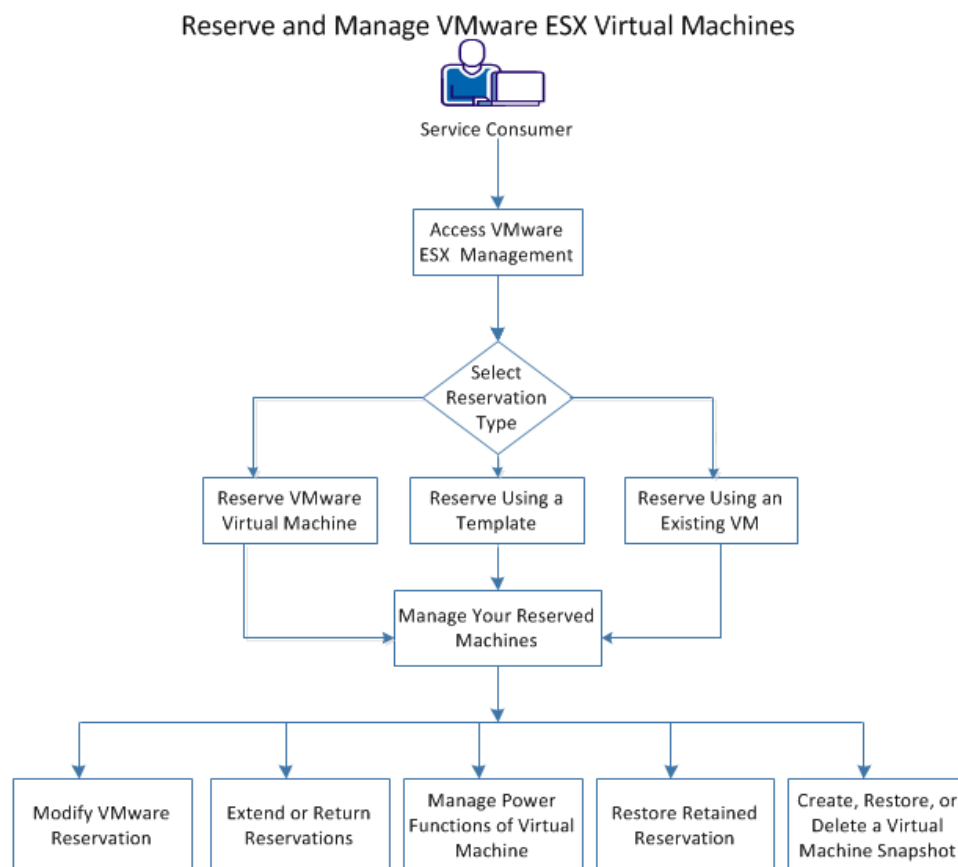 Reserve and Manage VMware ESX Virtual Machines
Service Consumer
Access VMware
ESX Management
Select
Reservation
Type
Reserve VMware
Virtual Machine
Reserve Using a
Template
Reserve Using an
Existing VM
Manage Your Reserved
Machines
Modify VMware
Reservation
Extend or Return
Reservations
Manage Power
Functions of Virtual
Machine
Restore Retained
Reservation
Create, Restore, or
Delete a Virtual
Machine Snapshot